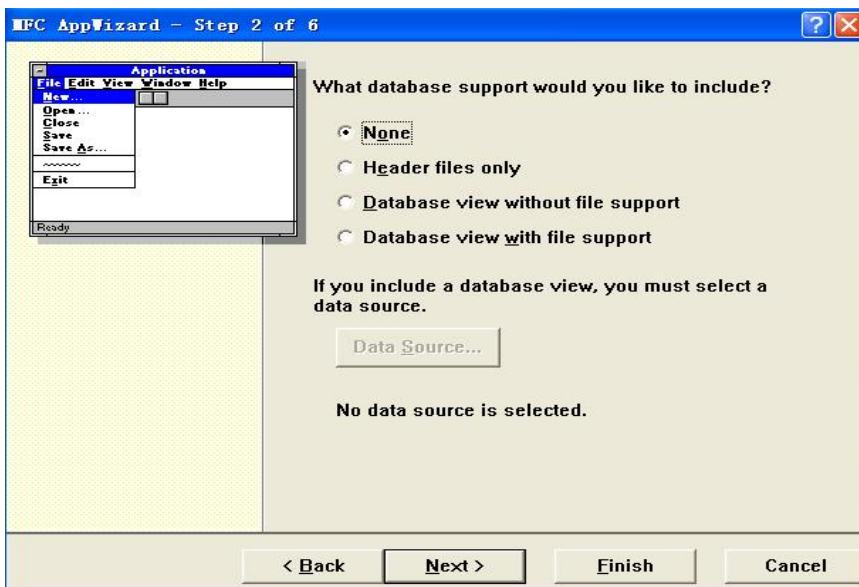 MFC AppWizard - Step 2 of 6
Application
File Edit View Window Help
New...
Open...
Close
Save
Save As...
Exit
Ready
What database support would you like to include?
None
Header files only
Database view without file support
Database view with file support
If you include a database view, you must select a
data source.
Data Source...
No data source is selected.
< Back
Next >
Finish
Cancel